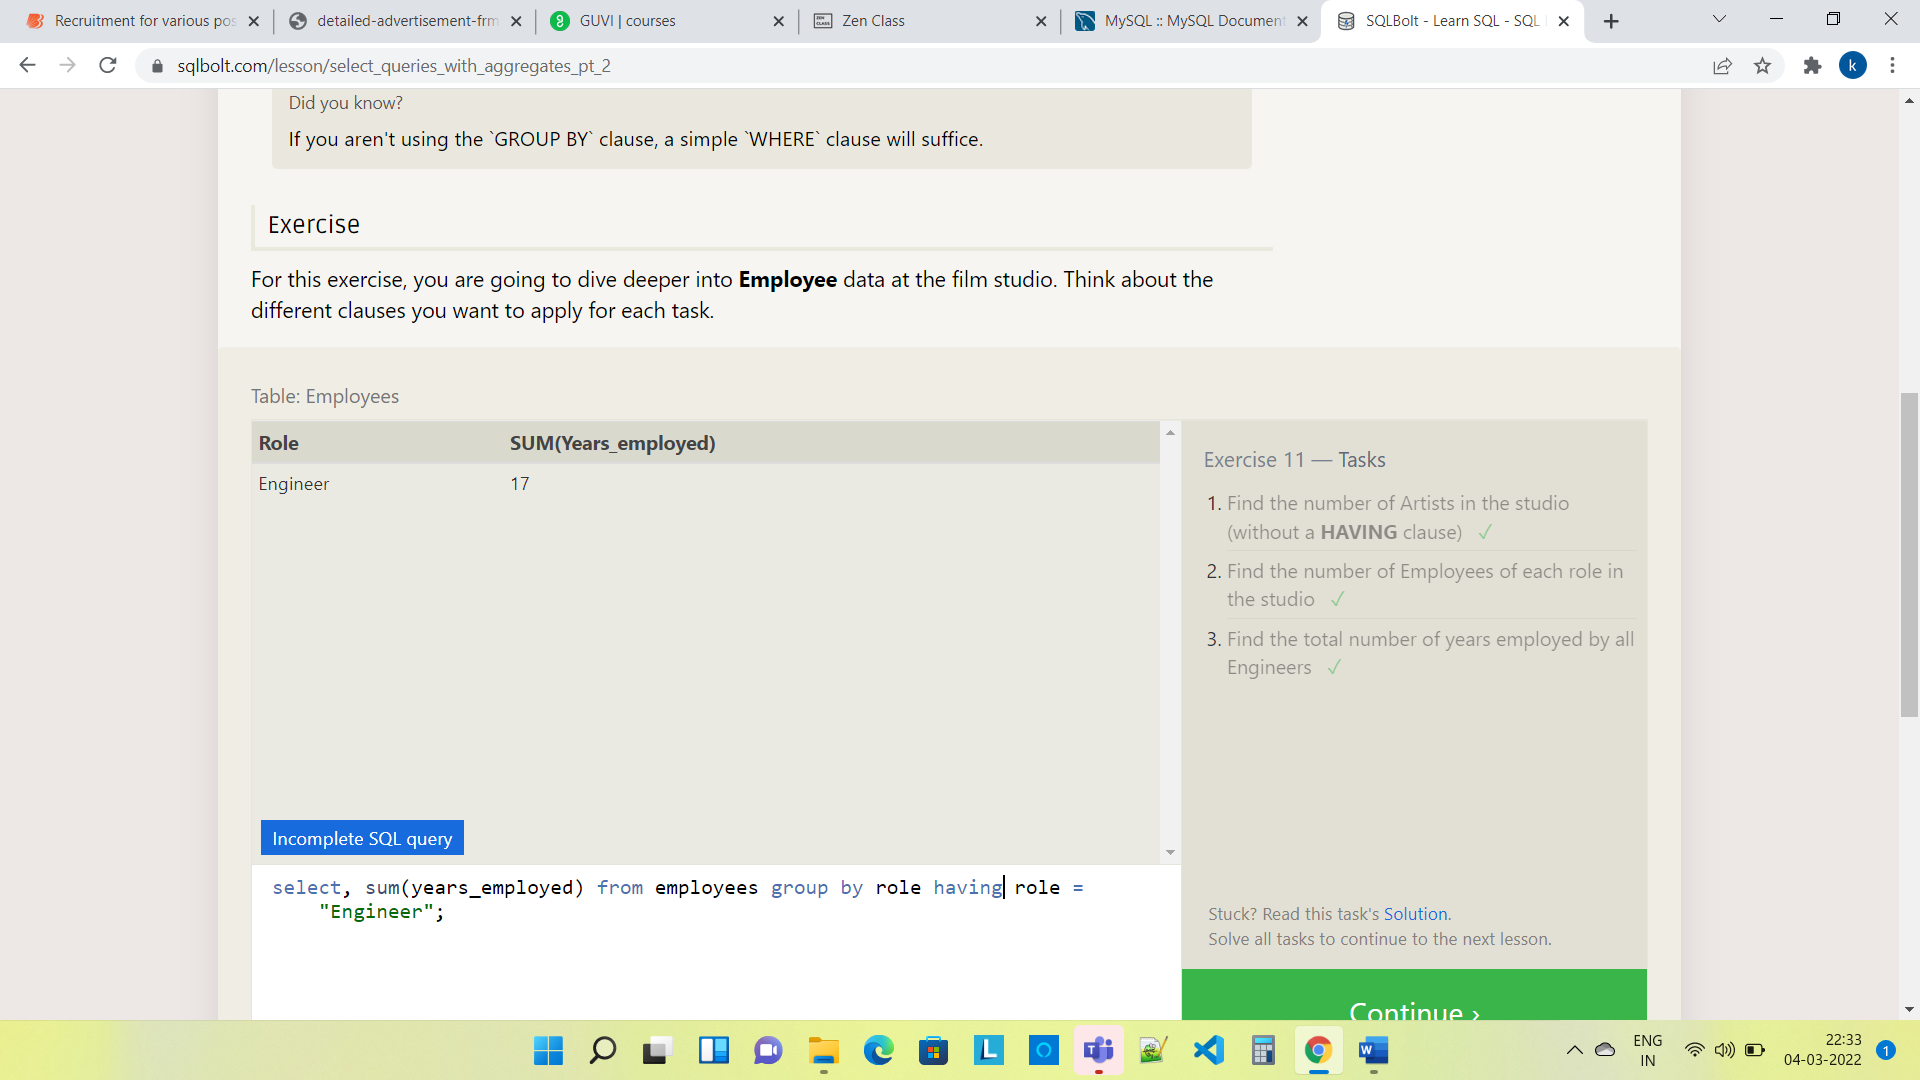 Recruitment for various pos
detailed-advertisement-frm
GUVI | courses
Zen Class
MySQL :: MySQL Document
SQLBolt - Learn SQL - SQL
sqlbolt.com/lesson/select_queries_with_aggregates_pt_2
k
Did you know?
If you aren't using the `GROUP BY` clause, a simple `WHERE` clause will suffice.
Exercise
For this exercise, you are going to dive deeper into Employee data at the film studio. Think about the
different clauses you want to apply for each task.
Table: Employees
Role SUM(Years_employed)
Engineer 17
Incomplete SQL query
select, sum(years_employed) from employees group by role having role =
"Engineer";
Exercise 11 — Tasks
1. Find the number of Artists in the studio
(without a HAVING clause) ✓
2. Find the number of Employees of each role in
the studio ✓
3. Find the total number of years employed by all
Engineers ✓
Stuck? Read this task's Solution.
Solve all tasks to continue to the next lesson.
Continue ›
ENG
IN
22:33
04-03-2022
1